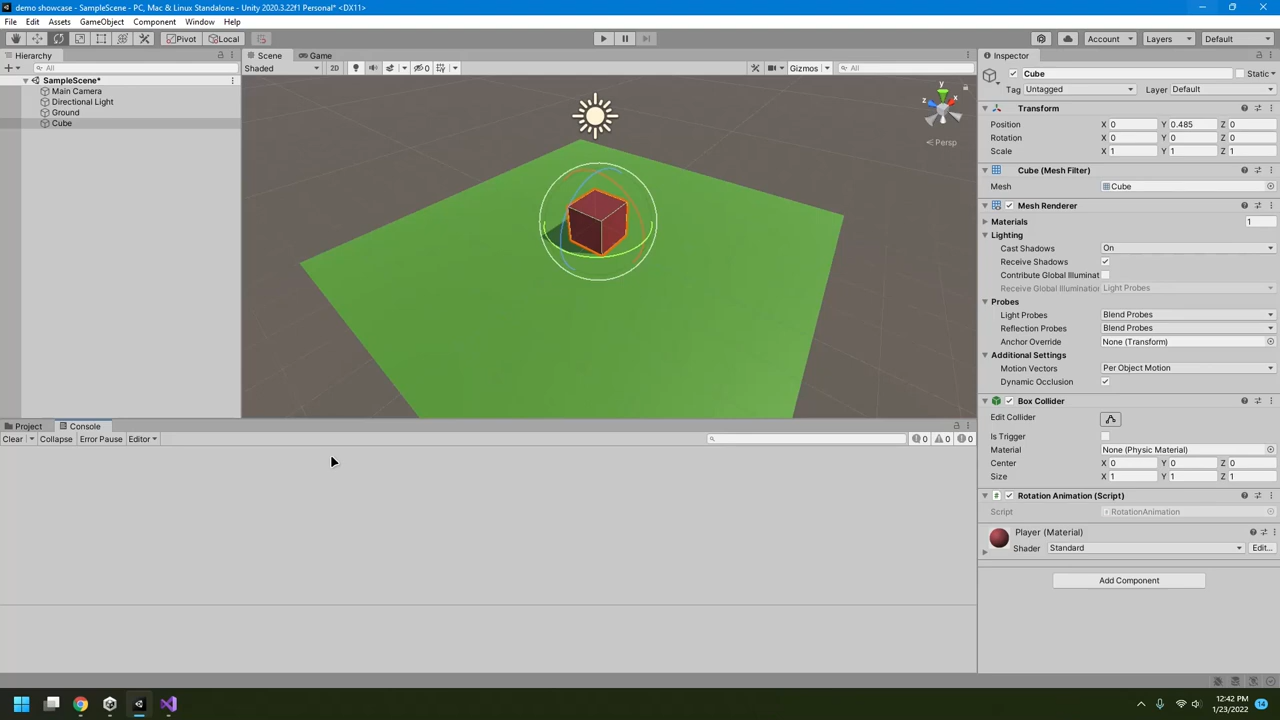 demo showcase - SampleScene - PC, Mac & Linux Standalone - Unity 2020.3.22f1 Personal* <DX11>
File Edit Assets GameObject Component Window Help
Pivot Local Account Layers Default
Hierarchy
All
SampleScene*
Main Camera
Directional Light
Ground
Cube
Scene Game
Shaded 2D 0 Gizmos All
y
x
z
Persp
Project Console
Clear Collapse Error Pause Editor 0 0 0
Inspector
Cube Static
Tag Untagged Layer Default
Transform
Position X 0 Y 0.485 Z 0
Rotation X 0 Y 0 Z 0
Scale X 1 Y 1 Z 1
Cube (Mesh Filter)
Mesh Cube
Mesh Renderer
Materials 1
Lighting
Cast Shadows On
Receive Shadows
Contribute Global Illuminat
Receive Global Illumination Light Probes
Probes
Light Probes Blend Probes
Reflection Probes Blend Probes
Anchor Override None (Transform)
Additional Settings
Motion Vectors Per Object Motion
Dynamic Occlusion
Box Collider
Edit Collider
Is Trigger
Material None (Physic Material)
Center X 0 Y 0 Z 0
Size X 1 Y 1 Z 1
Rotation Animation (Script)
Script RotationAnimation
Player (Material)
Shader Standard Edit...
Add Component
12:42 PM
1/23/2022
14